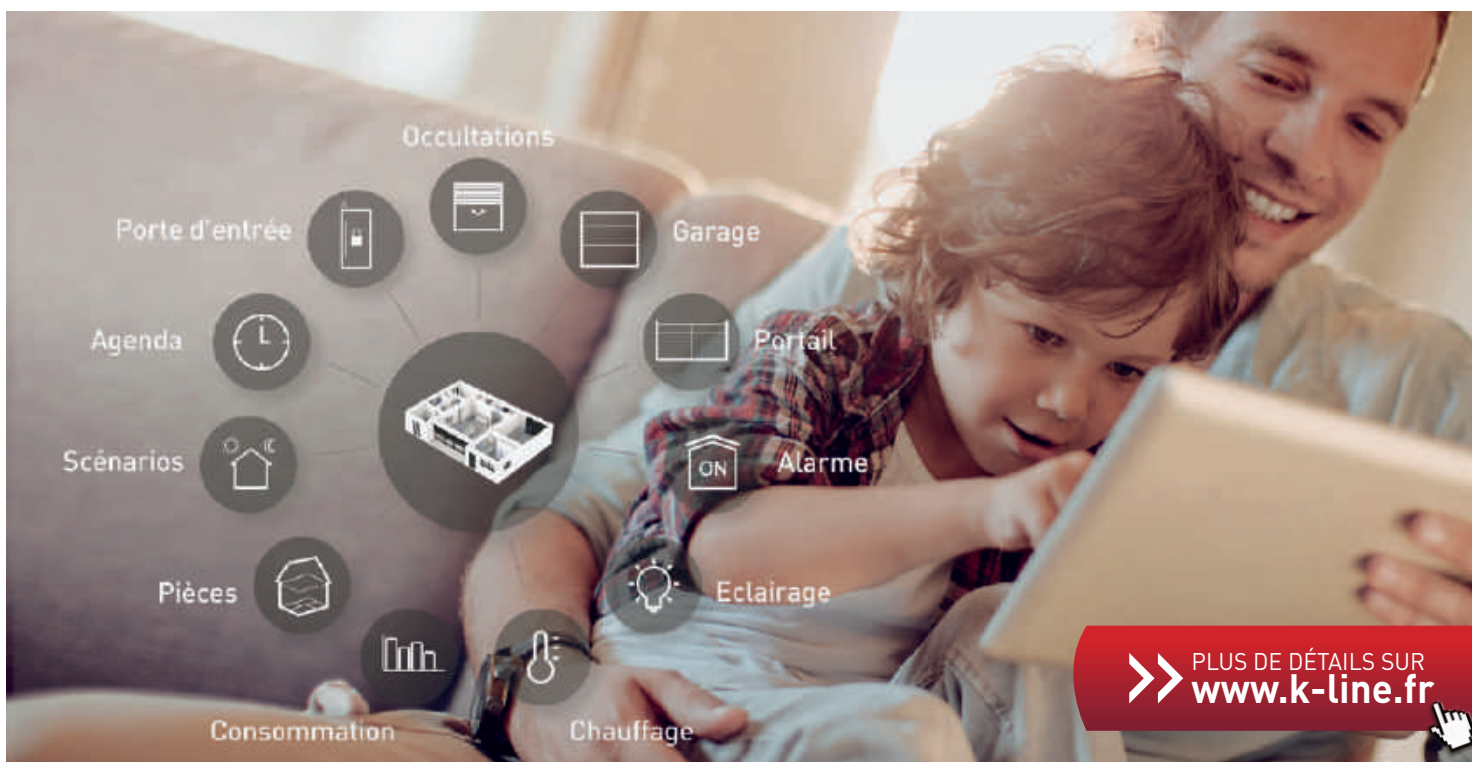 Occultations
Porte d'entrée
Garage
Agenda
Portail
Scénarios
ON
Alarme
Pièces
Eclairage
Consommation
Chauffage
PLUS DE DÉTAILS SUR
www.k-line.fr